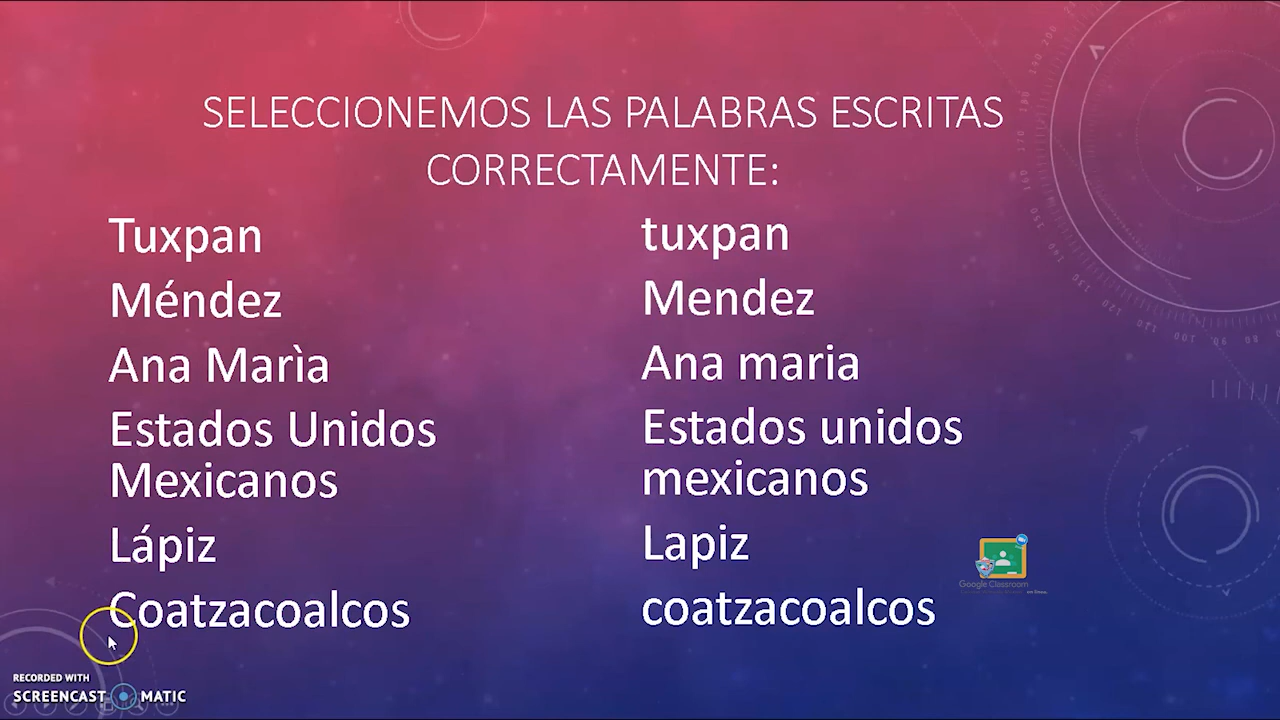 SELECCIONEMOS LAS PALABRAS ESCRITAS
CORRECTAMENTE:
Tuxpan
Méndez
Ana Marìa
Estados Unidos
Mexicanos
Lápiz
Coatzacoalcos
tuxpan
Mendez
Ana maria
Estados unidos
mexicanos
Lapiz
coatzacoalcos
Google Classroom
RECORDED WITH
SCREENCAST MATIC